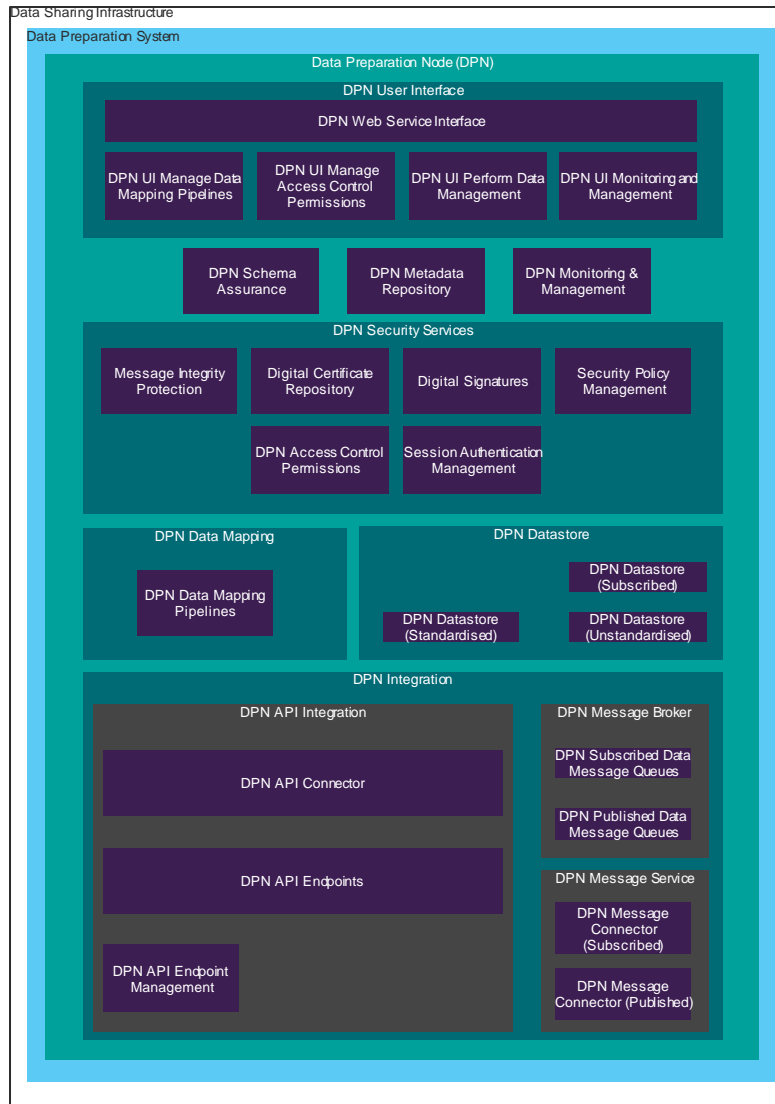 Data Sharing Infrastructure
Data Preparation System
Data Preparation Node (DPN)
DPN User Interface
DPN Web Service Interface
DPN UI Manage Data
Mapping Pipelines
DPN UI Manage
Access Control
Permissions
DPN UI Perform Data
Management
DPN UI Monitoring and
Management
DPN Schema
Assurance
DPN Metadata
Repository
DPN Monitoring &
Management
DPN Security Services
Message Integrity
Protection
Digital Certificate
Repository
Digital Signatures
Security Policy
Management
DPN Access Control
Permissions
Session Authentication
Management
DPN Data Mapping
DPN Data Mapping
Pipelines
DPN Datastore
DPN Datastore
(Subscribed)
DPN Datastore
(Standardised)
DPN Datastore
(Unstandardised)
DPN Integration
DPN API Integration
DPN API Connector
DPN API Endpoints
DPN API Endpoint
Management
DPN Message Broker
DPN Subscribed Data
Message Queues
DPN Published Data
Message Queues
DPN Message Service
DPN Message
Connector
(Subscribed)
DPN Message
Connector (Published)